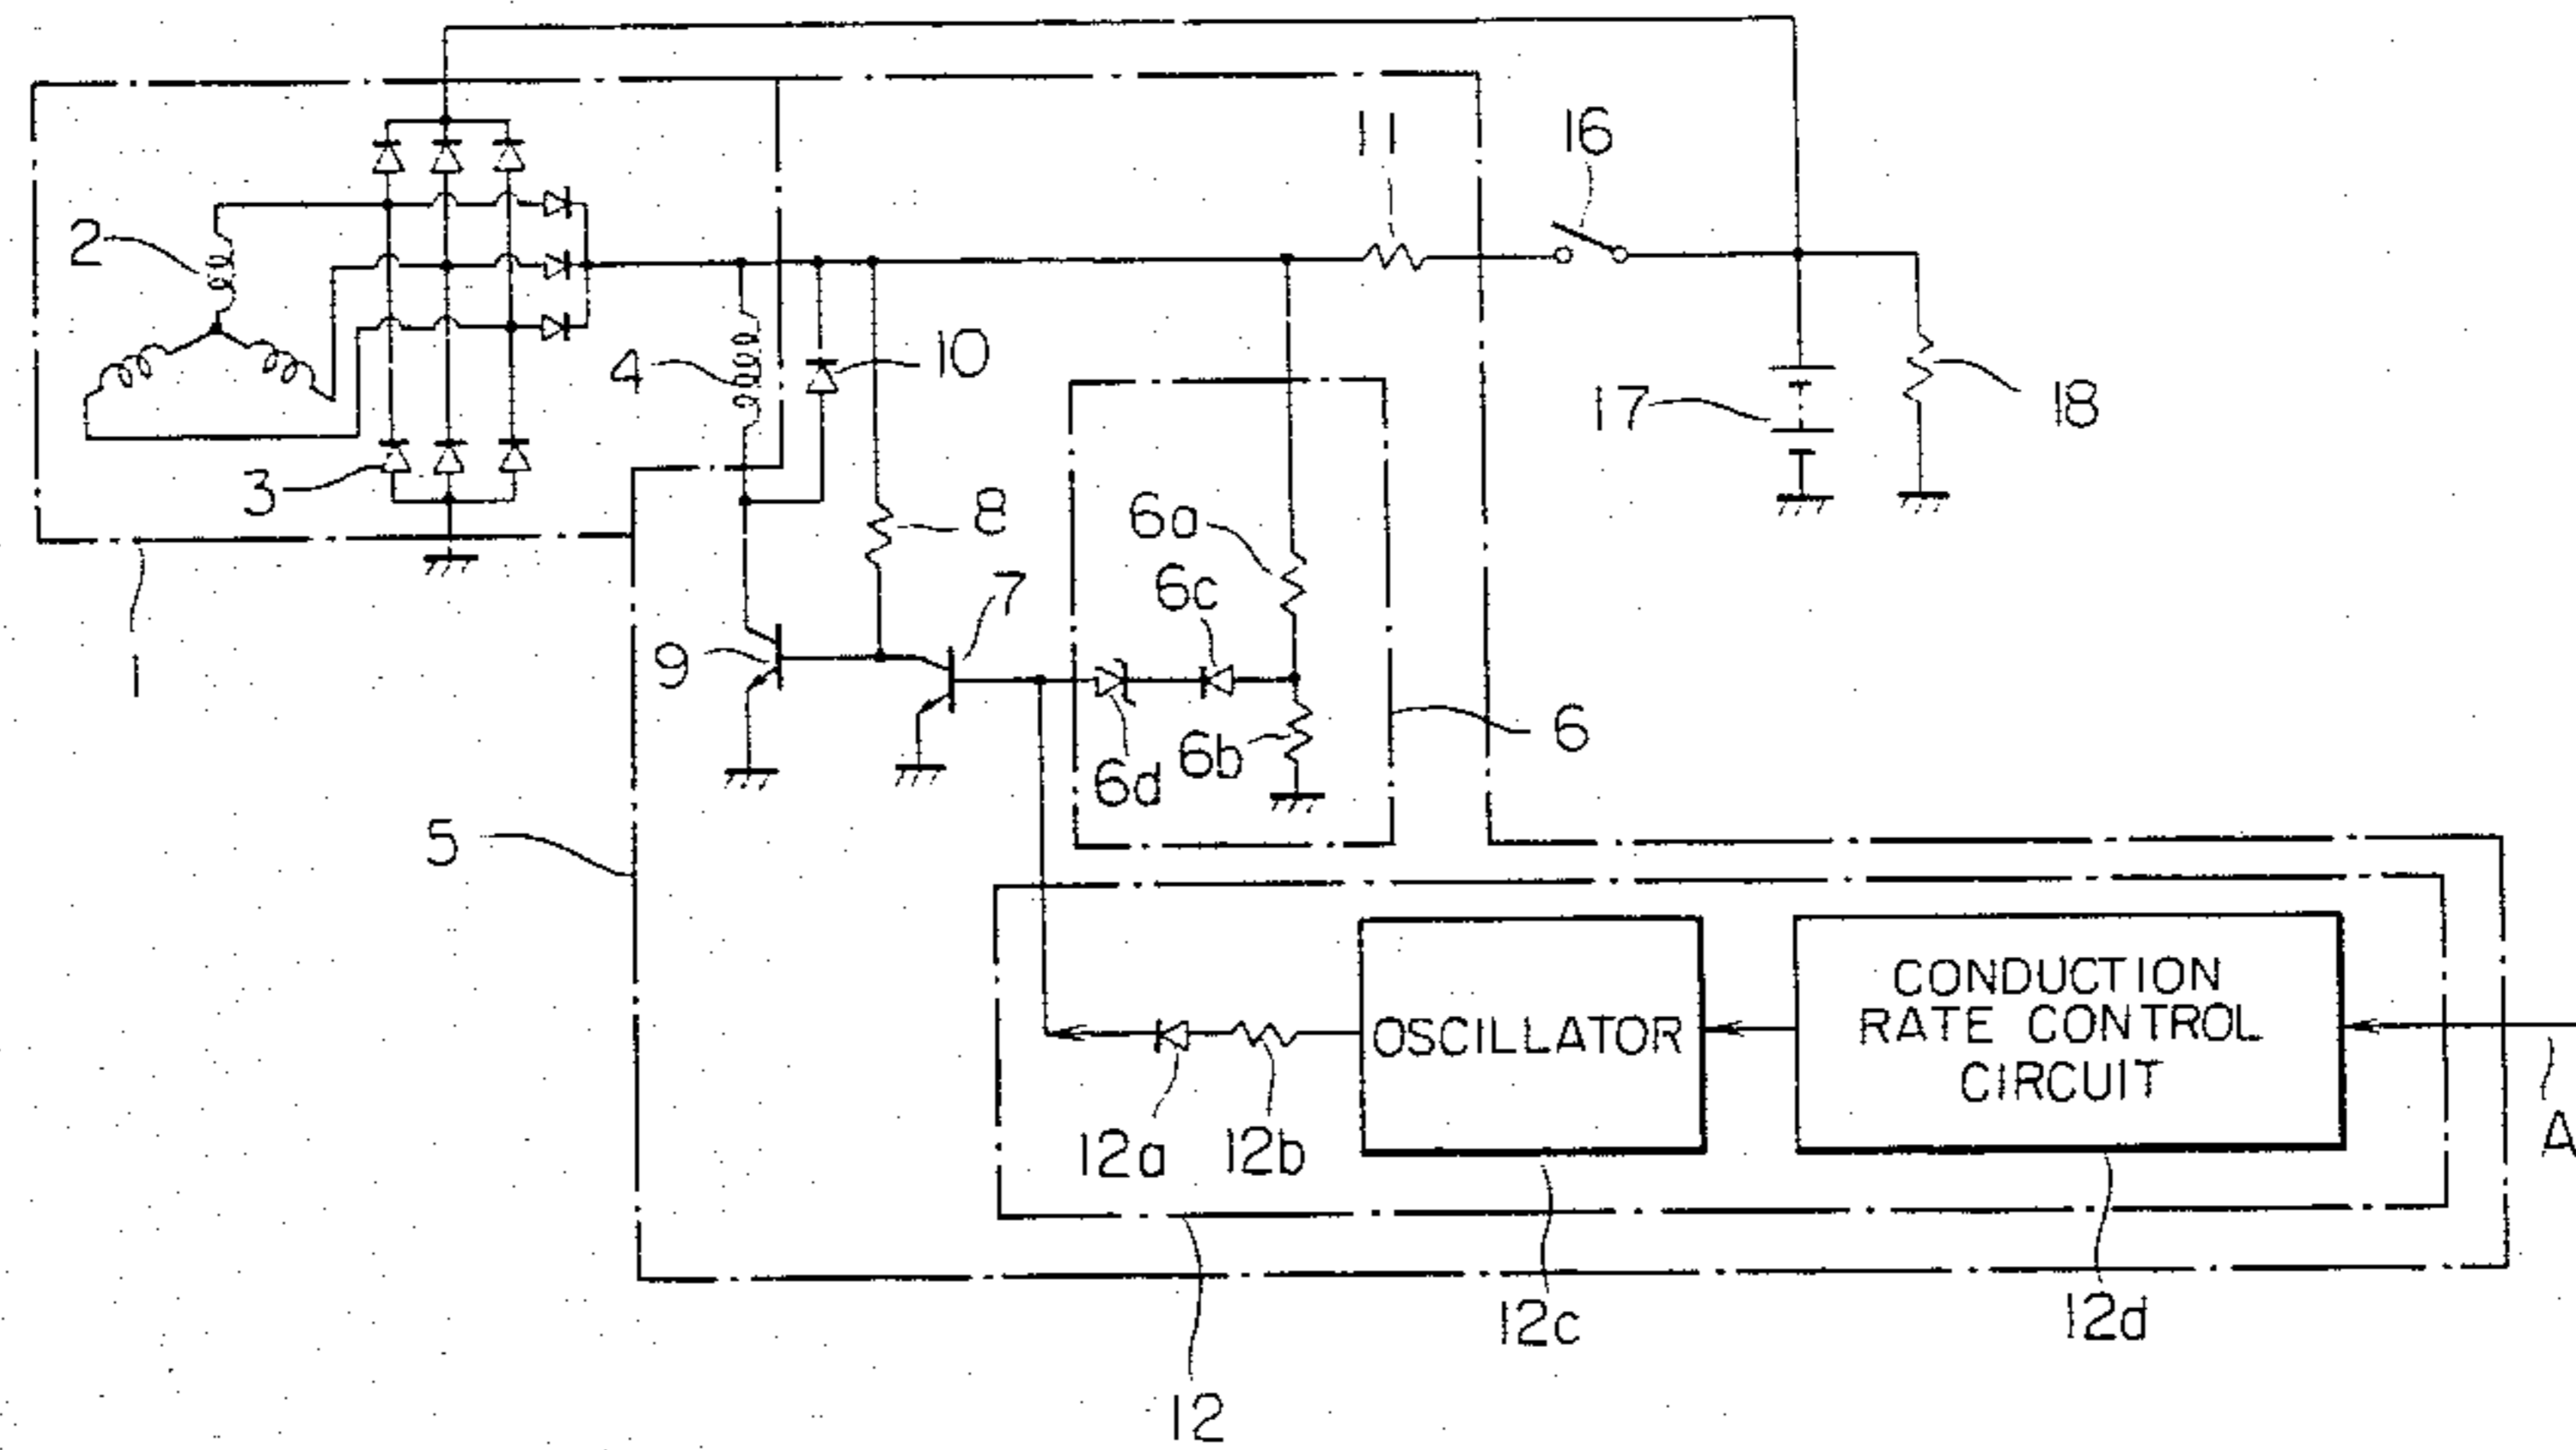 11
16
2
4
10
17
18
3
8
6a
6c
7
9
1
6
6b
6d
5
CONDUCTION
RATE CONTROL
CIRCUIT
OSCILLATOR
12a
12b
A
12c
12d
12